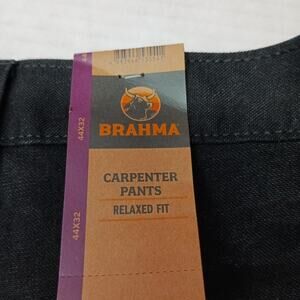 BRAHMA
CARPENTER
PANTS
RELAXED FIT
44X32
44X32